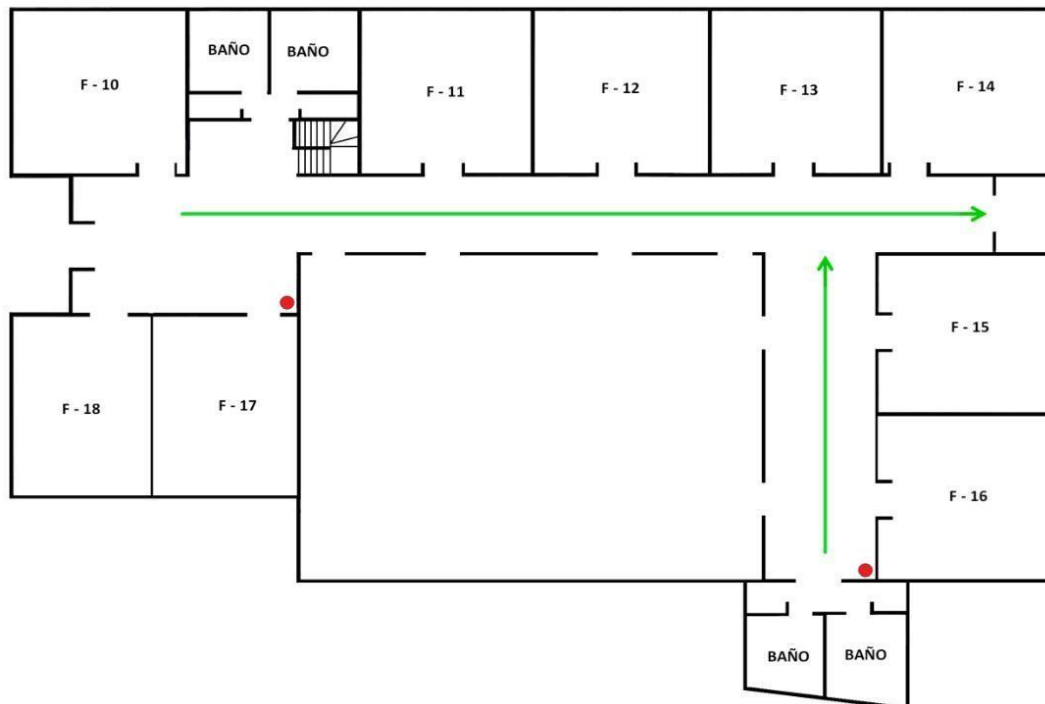 BAÑO
BAÑO
F - 10
F - 11
F - 12
F - 13
F - 14
F - 15
F - 18
F - 17
F - 16
BAÑO
BAÑO